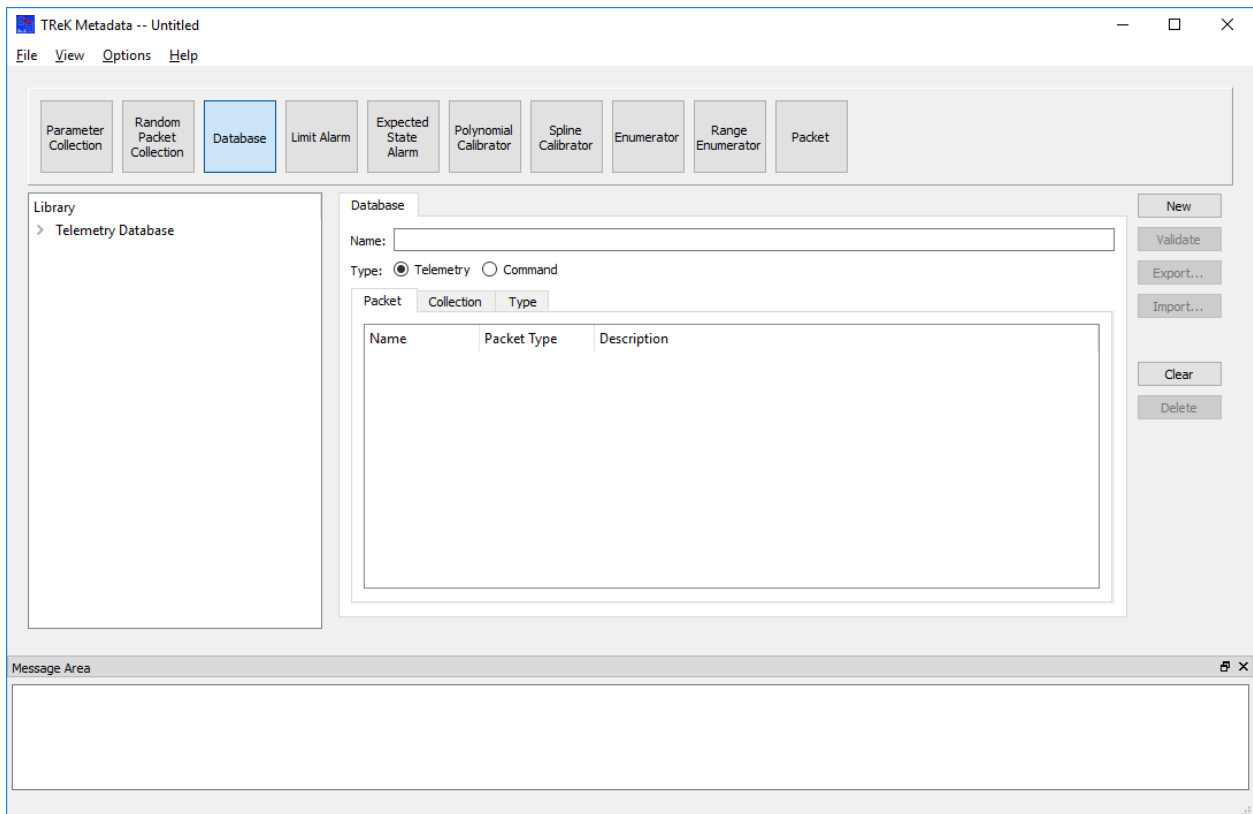 TReK Metadata -- Untitled
File View Options Help
Parameter Collection
Random Packet Collection
Database
Limit Alarm
Expected State Alarm
Polynomial Calibrator
Spline Calibrator
Enumerator
Range Enumerator
Packet
Library
Telemetry Database
Database
Name:
Type: Telemetry Command
Packet Collection Type
Name Packet Type Description
New
Validate
Export...
Import...
Clear
Delete
Message Area